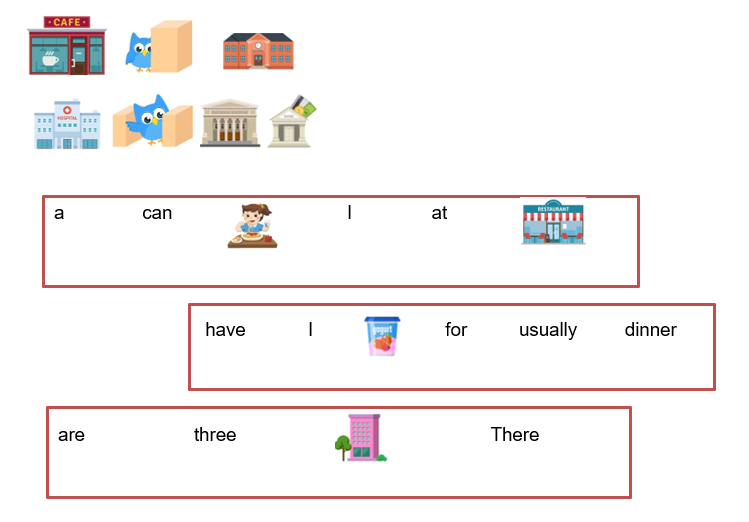 CAFE
HOSPITAL
a can I at RESTAURANT
have I yogurt for usually dinner
are three There